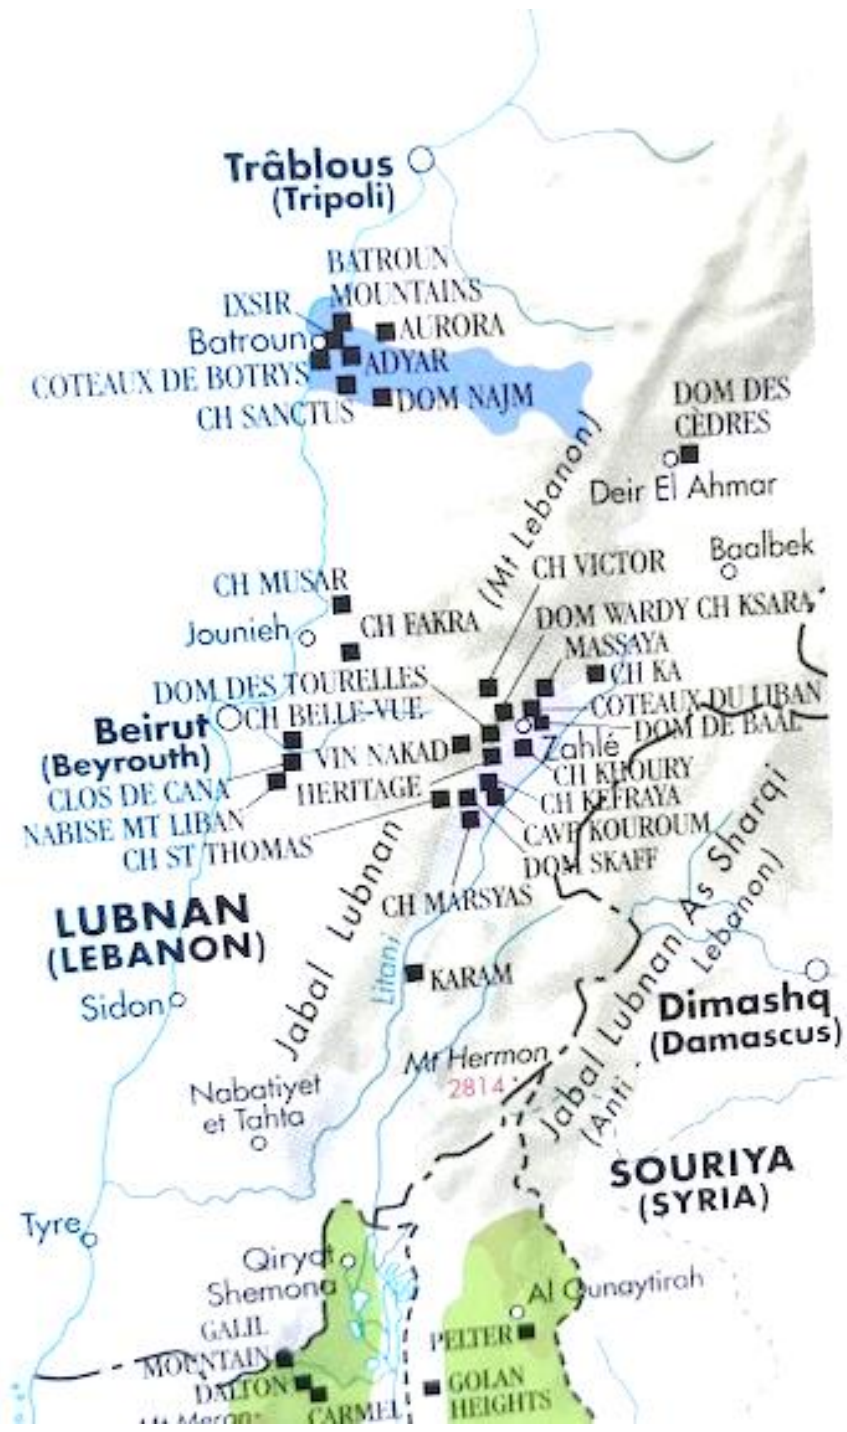 Trâblous
(Tripoli)
BATROUN
MOUNTAINS
IXSIR
AURORA
Batroun
ADYAR
COTEAUX DE BOTRYS
DOM NAJM
CH SANCTUS
DOM DES
CÈDRES
Deir El Ahmar
(Mt Lebanon)
Baalbek
CH VICTOR
CH MUSAR
DOM WARDY CH KSARA
Jounieh
CH FAKRA
MASSAYA
CH KA
DOM DES TOURELLES
COTEAUX DU LIBAN
Beirut
(Beyrouth)
CH BELLE-VUE
DOM DE BAAL
VIN NAKAD
Zahlé
CH KHOURY
CLOS DE CANA
HERITAGE
CH KEFRAYA
NABISE MT LIBAN
CAVE KOUROUM
CH ST THOMAS
DOM SKAFF
CH MARSYAS
Jabal Lubnan
LUBNAN
(LEBANON)
Litani
KARAM
Sidon
Jabal Lubnan As Sharqi
(Anti - Lebanon)
Dimashq
(Damascus)
Mt Hermon
2814
Nabatiyet
et Tahta
SOURIYA
(SYRIA)
Tyre
Qiryat
Shemona
Al Qunaytirah
GALIL
MOUNTAIN
PELTER
DALTON
GOLAN
HEIGHTS
Mt Meron
CARMEL